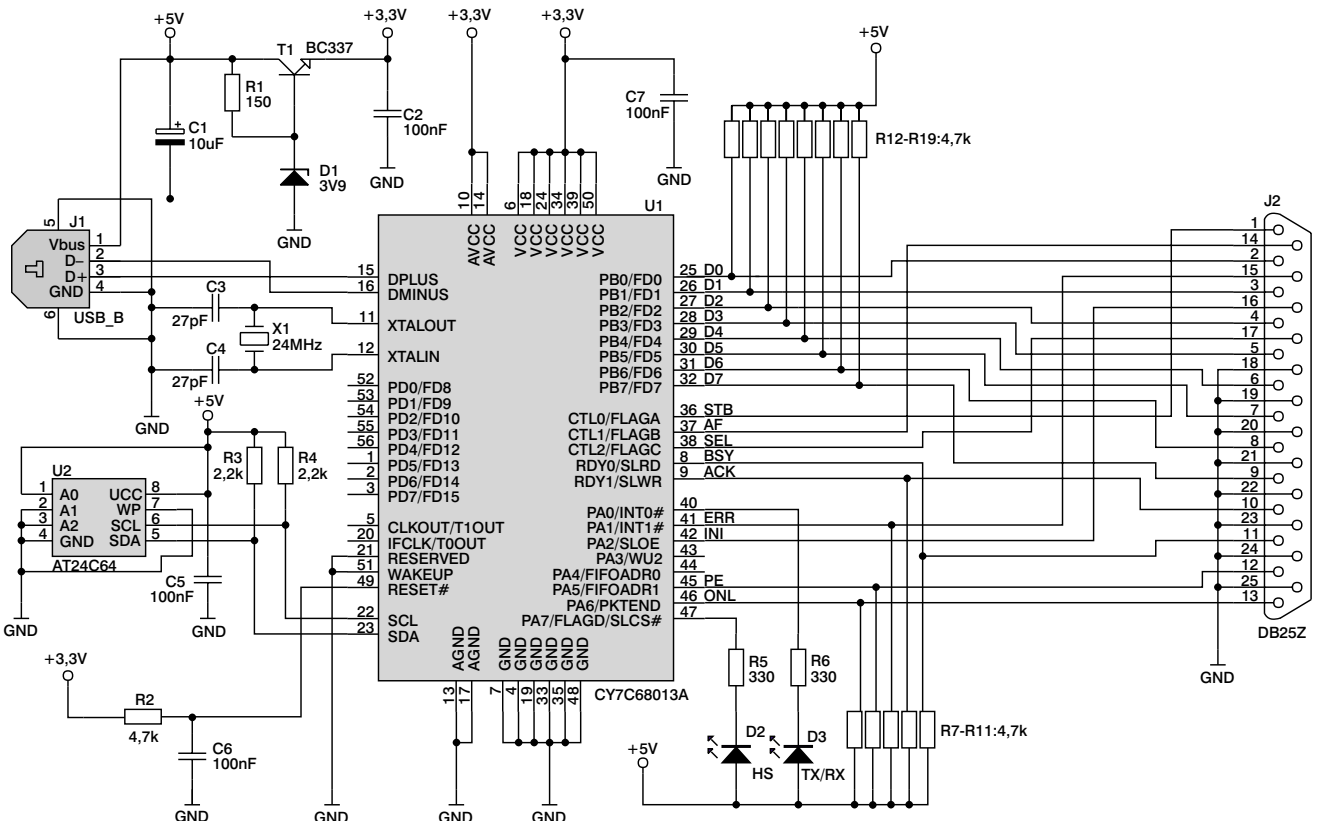 +5V
+3,3V
+3,3V
+3,3V
+5V
T1
BC337
R1
150
C1
10uF
+
C2
100nF
C7
100nF
D1
3V9
GND
GND
GND
R12-R19:4,7k
J1
5
Vbus 1
D- 2
D+ 3
GND 4
6
USB_B
C3
27pF
X1
24MHz
C4
27pF
GND
U1
10 14
AVCC AVCC
6 18 24 34 39 50
VCC VCC VCC VCC VCC VCC
15 DPLUS
16 DMINUS
11 XTALOUT
12 XTALIN
52 PD0/FD8
53 PD1/FD9
54 PD2/FD10
55 PD3/FD11
56 PD4/FD12
1 PD5/FD13
2 PD6/FD14
3 PD7/FD15
5 CLKOUT/T1OUT
20 IFCLK/T0OUT
21 RESERVED
51 WAKEUP
49 RESET#
22 SCL
23 SDA
PB0/FD0 25 D0
PB1/FD1 26 D1
PB2/FD2 27 D2
PB3/FD3 28 D3
PB4/FD4 29 D4
PB5/FD5 30 D5
PB6/FD6 31 D6
PB7/FD7 32 D7
CTL0/FLAGA 36 STB
CTL1/FLAGB 37 AF
CTL2/FLAGC 38 SEL
RDY0/SLRD 8 BSY
RDY1/SLWR 9 ACK
PA0/INT0# 40
PA1/INT1# 41 ERR
PA2/SLOE 42 INI
PA3/WU2 43
PA4/FIFOADR0 44
PA5/FIFOADR1 45 PE
PA6/PKTEND 46 ONL
PA7/FLAGD/SLCS# 47
AGND AGND
13 17
GND GND GND GND GND GND
7 4 19 33 35 48
CY7C68013A
+5V
U2
1 A0
2 A1
3 A2
4 GND
UCC 8
WP 7
SCL 6
SDA 5
AT24C64
R3
2,2k
R4
2,2k
C5
100nF
GND
GND
+3,3V
R2
4,7k
C6
100nF
GND
GND
GND
GND
R5
330
R6
330
D2
HS
D3
TX/RX
+5V
R7-R11:4,7k
J2
1
14
2
15
3
16
4
17
5
18
6
19
7
20
8
21
9
22
10
23
11
24
12
25
13
DB25Z
GND